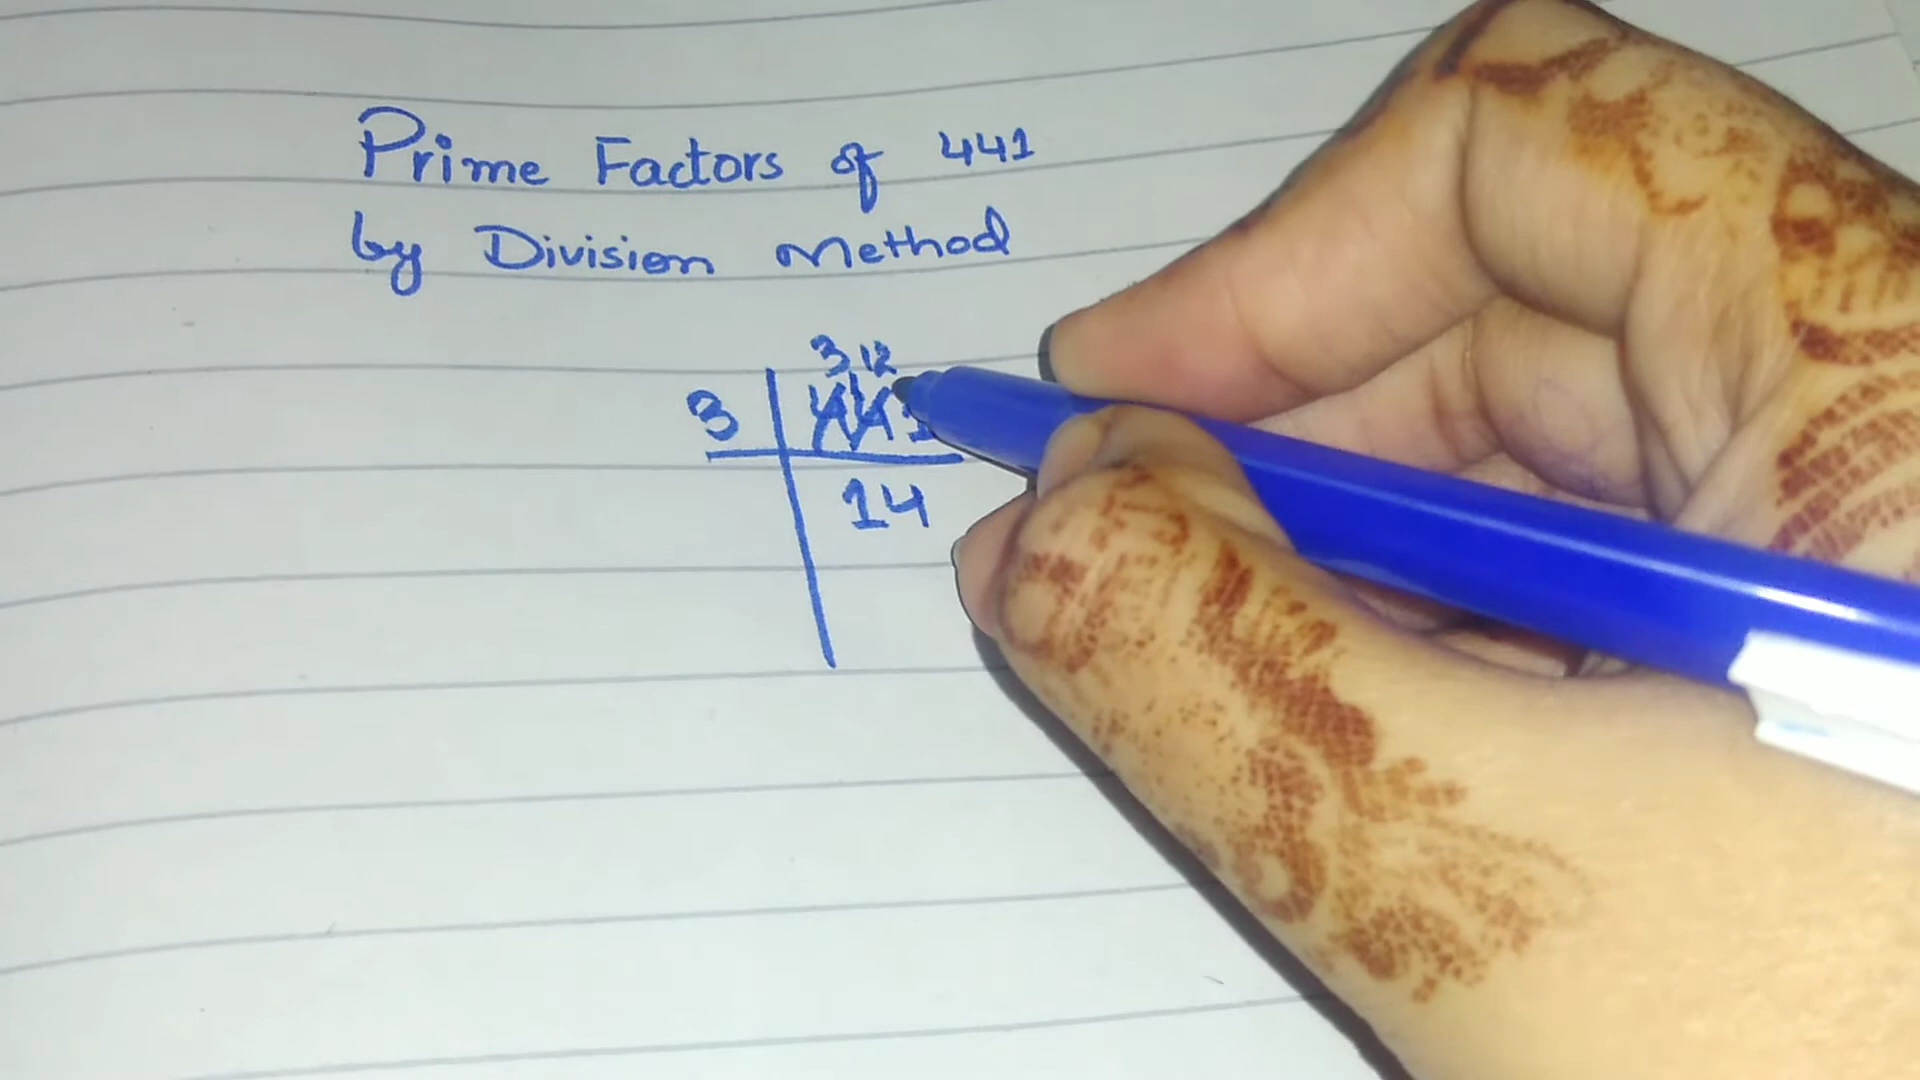 Prime Factors of 441
by Division Method
3 12
3 441
14